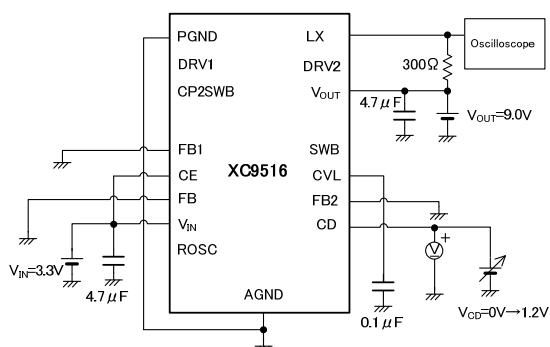 PGND
LX
Oscilloscope
DRV1
300Ω
DRV2
CP2SWB
VOUT
4.7μF
VOUT=9.0V
FB1
SWB
XC9516
CE
CVL
FB
FB2
VIN
CD
+
V
ROSC
VIN=3.3V
4.7μF
AGND
0.1μF
VCD=0V→1.2V